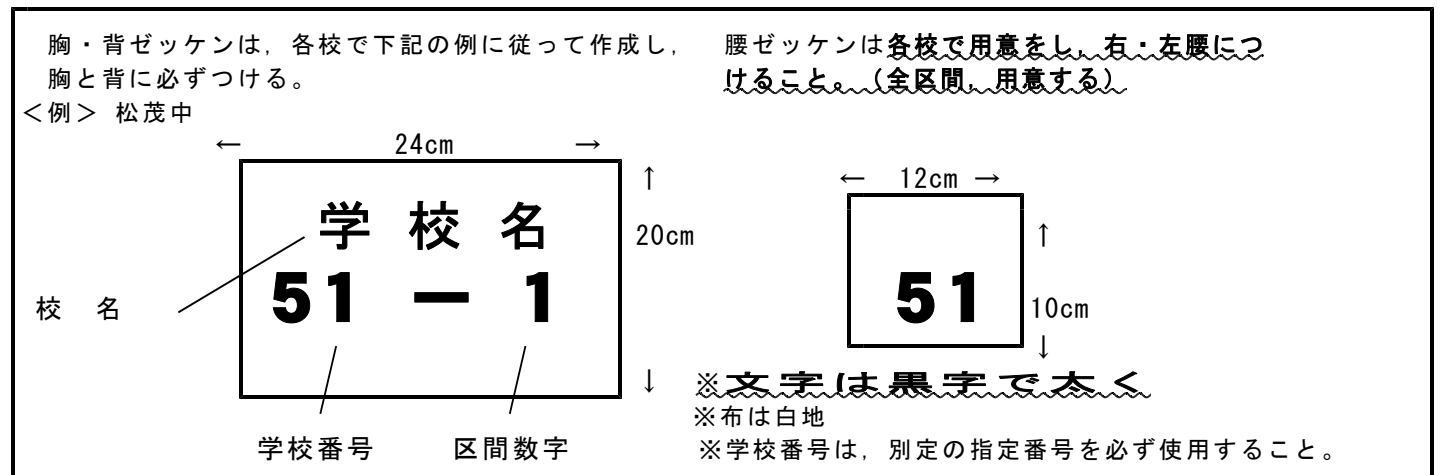 胸・背ゼッケンは，各校で下記の例に従って作成し，
胸と背に必ずつける。
＜例＞ 松茂中
← 24cm →
学 校 名
51 ー 1
↑
20cm
↓
校 名
学校番号 区間数字
腰ゼッケンは各校で用意をし，右・左腰につ
けること。（全区間，用意する）
← 12cm →
51
↑
10cm
↓
※文字は黒字で太く
※布は白地
※学校番号は，別定の指定番号を必ず使用すること。